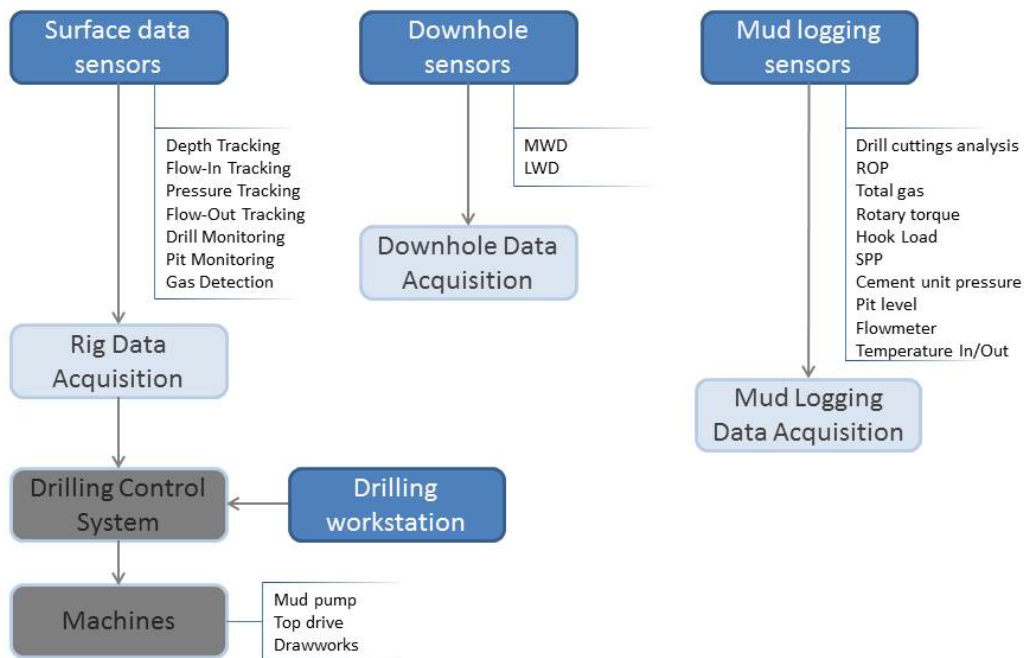 Surface data
sensors
Downhole
sensors
Mud logging
sensors
Depth Tracking
Flow-In Tracking
Pressure Tracking
Flow-Out Tracking
Drill Monitoring
Pit Monitoring
Gas Detection
MWD
LWD
Drill cuttings analysis
ROP
Total gas
Rotary torque
Hook Load
SPP
Cement unit pressure
Pit level
Flowmeter
Temperature In/Out
Downhole Data
Acquisition
Rig Data
Acquisition
Mud Logging
Data Acquisition
Drilling Control
System
Drilling
workstation
Machines
Mud pump
Top drive
Drawworks